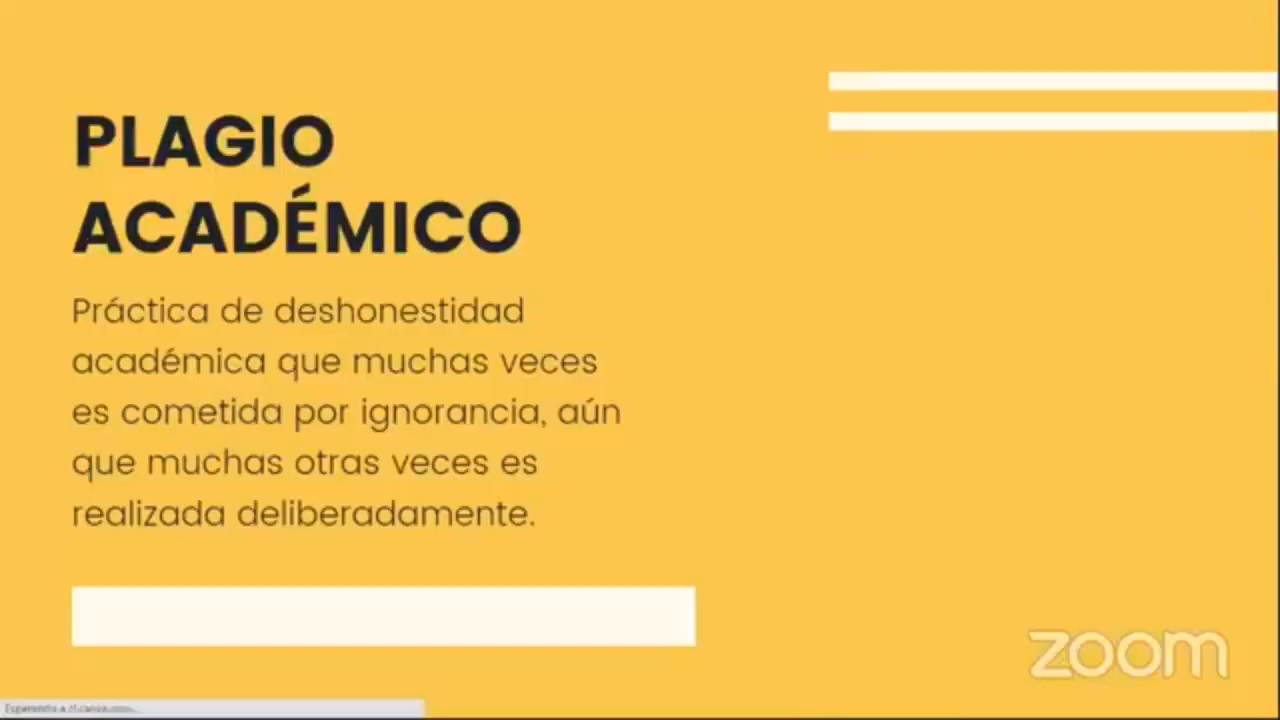 PLAGIO
ACADÉMICO
Práctica de deshonestidad
académica que muchas veces
es cometida por ignorancia, aún
que muchas otras veces es
realizada deliberadamente.
zoom
Esperando a